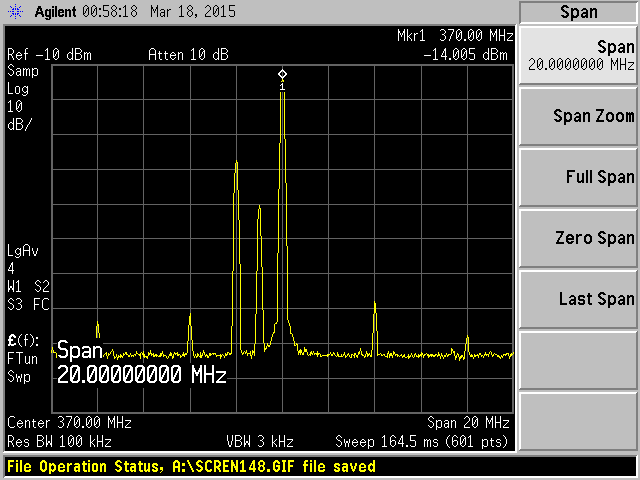 Agilent 00:58:18 Mar 18, 2015
Span
Mkr1 370.00 MHz
Ref -10 dBm Atten 10 dB -14.005 dBm
Samp
Log
10
dB/
1
LgAv
4
W1 S2
S3 FC
£(f):
FTun
Swp
Span
20.00000000 MHz
Center 370.00 MHz Span 20 MHz
Res BW 100 kHz VBW 3 kHz Sweep 164.5 ms (601 pts)
File Operation Status, A:\SCREN148.GIF file saved
Span
20.0000000 MHz
Span Zoom
Full Span
Zero Span
Last Span